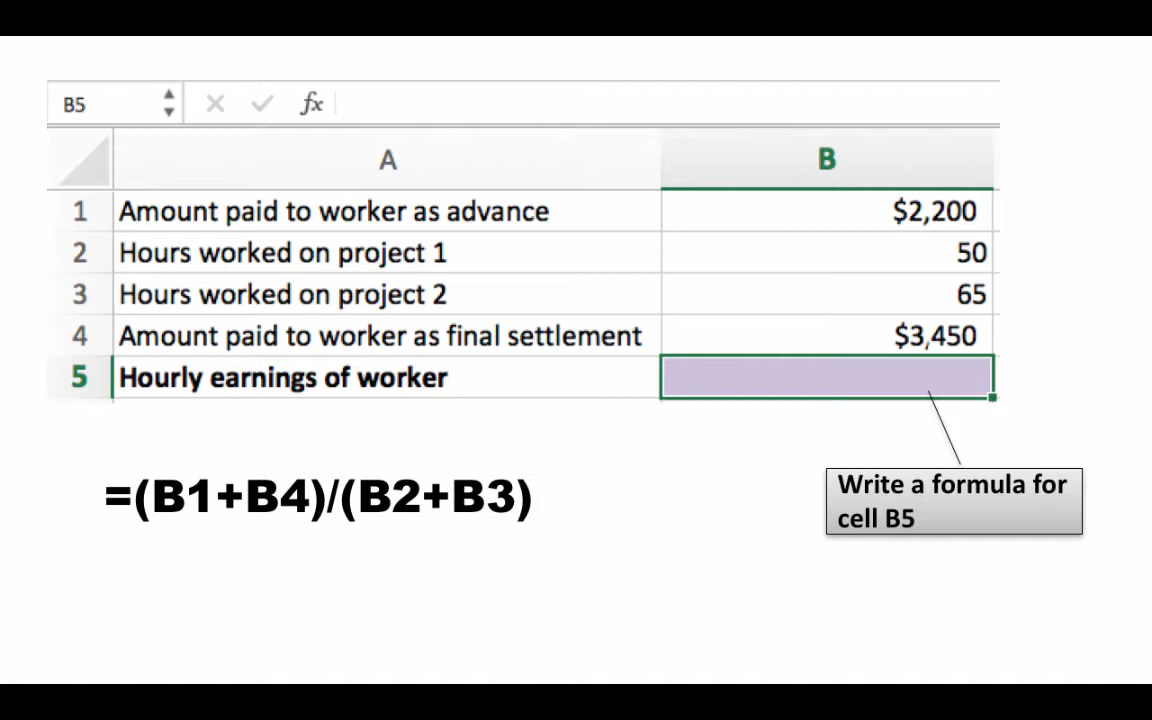 B5 fx
A B
1 Amount paid to worker as advance $2,200
2 Hours worked on project 1 50
3 Hours worked on project 2 65
4 Amount paid to worker as final settlement $3,450
5 Hourly earnings of worker
=(B1+B4)/(B2+B3)
Write a formula for
cell B5